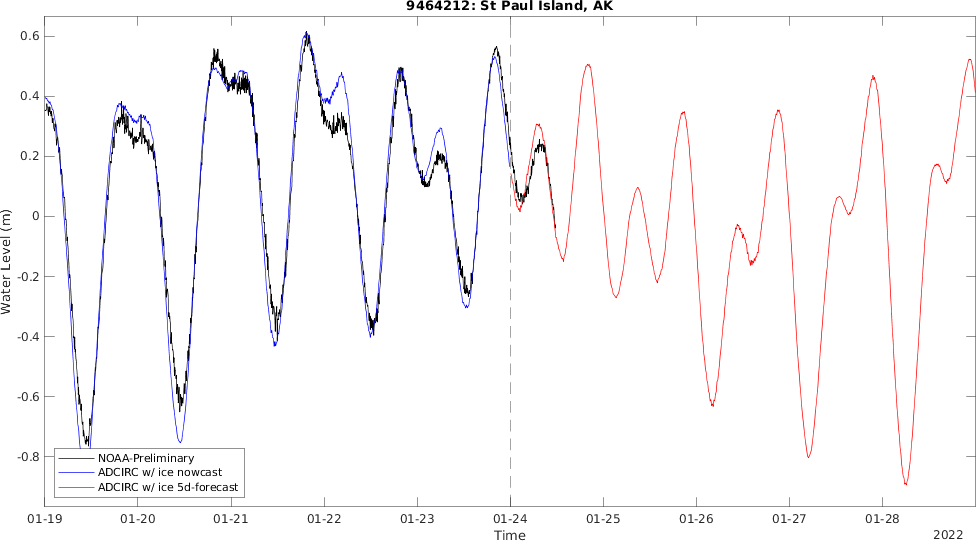 9464212: St Paul Island, AK
0.6
0.4
0.2
0
-0.2
-0.4
-0.6
-0.8
Water Level (m)
NOAA-Preliminary
ADCIRC w/ ice nowcast
ADCIRC w/ ice 5d-forecast
01-19 01-20 01-21 01-22 01-23 01-24 01-25 01-26 01-27 01-28
Time
2022